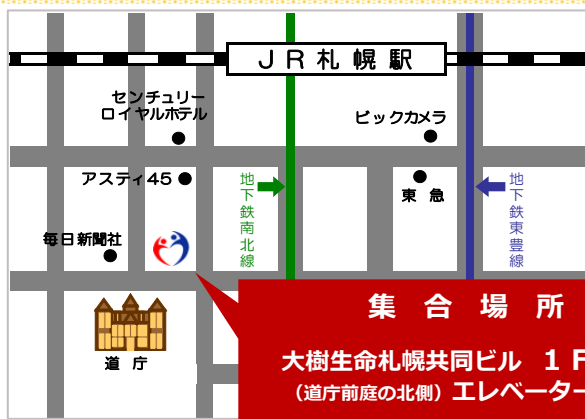 JR札幌駅
センチュリー
ロイヤルホテル
ビックカメラ
アスティ45
東急
地下鉄南北線
地下鉄東豊線
毎日新聞社
道庁
集合場所
大樹生命札幌共同ビル 1F
（道庁前庭の北側）エレベーター